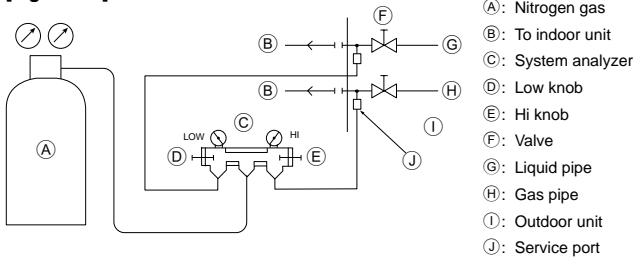 Ⓐ
LOW
HI
Ⓒ
Ⓓ
Ⓔ
Ⓑ
Ⓑ
Ⓕ
Ⓖ
Ⓗ
Ⓘ
Ⓙ
Ⓐ: Nitrogen gas
Ⓑ: To indoor unit
Ⓒ: System analyzer
Ⓓ: Low knob
Ⓔ: Hi knob
Ⓕ: Valve
Ⓖ: Liquid pipe
Ⓗ: Gas pipe
Ⓘ: Outdoor unit
Ⓙ: Service port